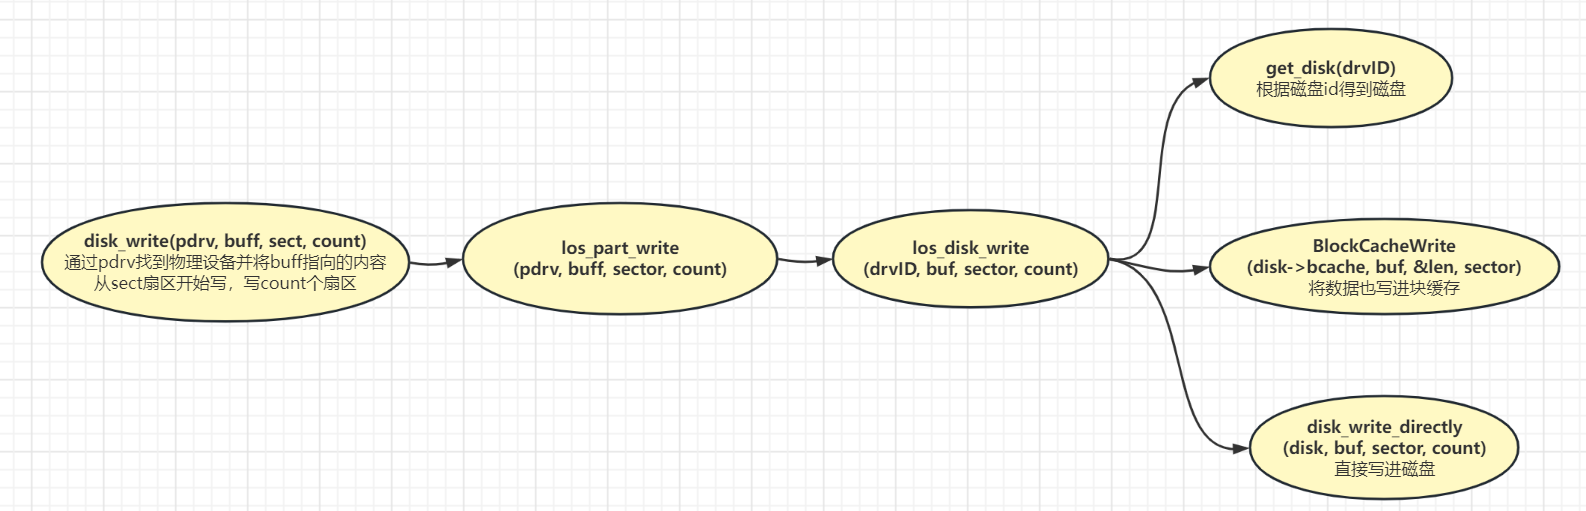 disk_write(pdrv, buff, sect, count)
通过pdrv找到物理设备并将buff指向的内容
从sect扇区开始写，写count个扇区
los_part_write
(pdrv, buff, sector, count)
los_disk_write
(drvID, buf, sector, count)
get_disk(drvID)
根据磁盘id得到磁盘
BlockCacheWrite
(disk->bcache, buf, &len, sector)
将数据也写进块缓存
disk_write_directly
(disk, buf, sector, count)
直接写进磁盘